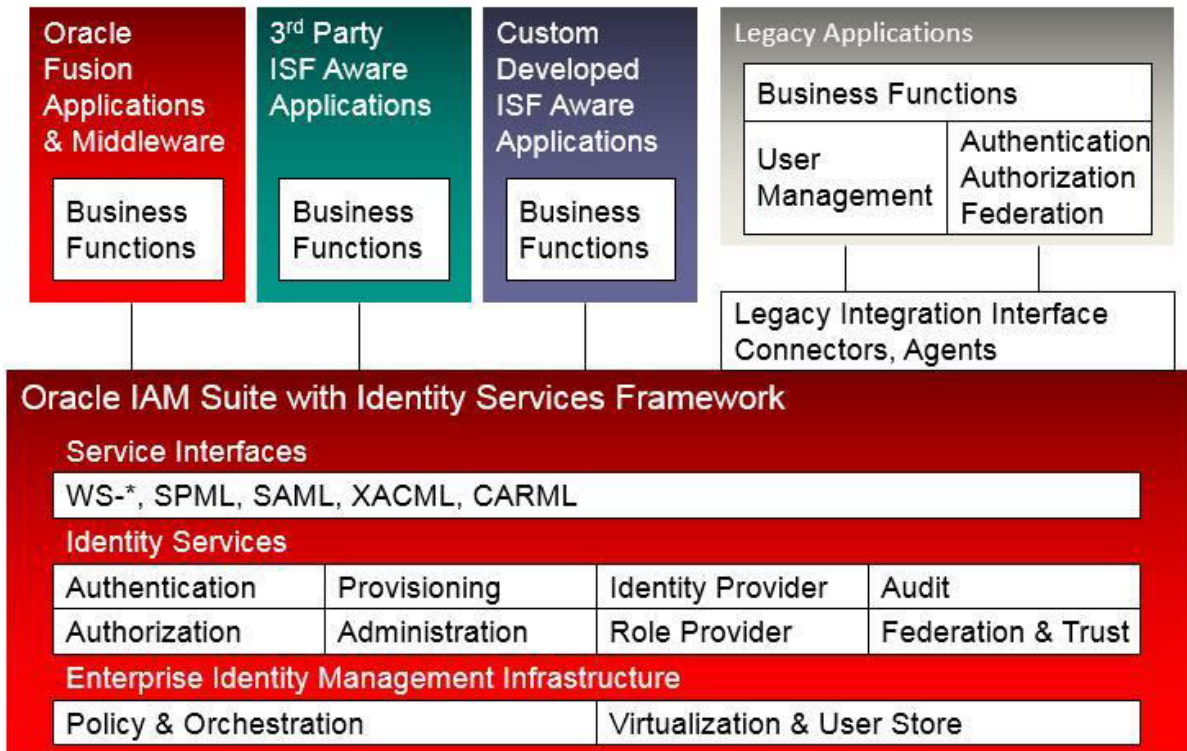 Oracle
Fusion
Applications
& Middleware
Business
Functions
3rd Party
ISF Aware
Applications
Business
Functions
Custom
Developed
ISF Aware
Applications
Business
Functions
Legacy Applications
Business Functions
User
Management
Authentication
Authorization
Federation
Legacy Integration Interface
Connectors, Agents
Oracle IAM Suite with Identity Services Framework
Service Interfaces
WS-*, SPML, SAML, XACML, CARML
Identity Services
Authentication
Provisioning
Identity Provider
Audit
Authorization
Administration
Role Provider
Federation & Trust
Enterprise Identity Management Infrastructure
Policy & Orchestration
Virtualization & User Store